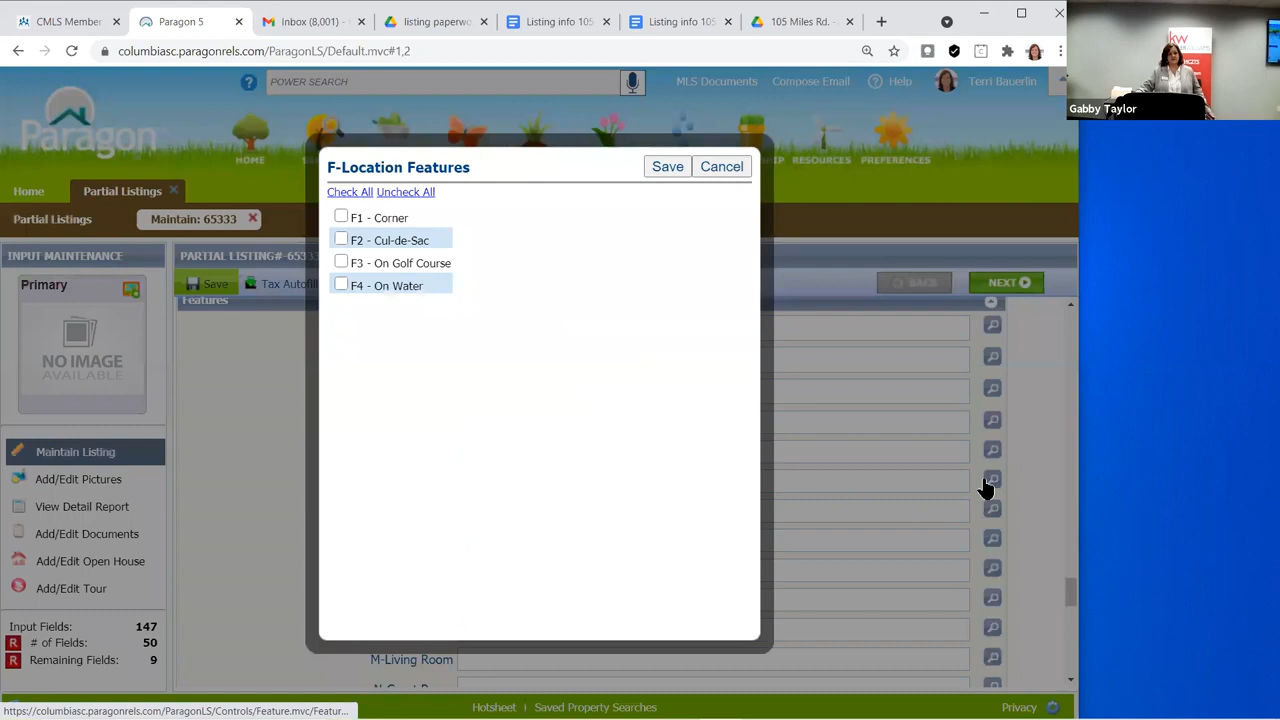 CMLS Member
Paragon 5
Inbox (8,001) -
listing paperwo
Listing info 105
Listing info 105
105 Miles Rd. -
columbiasc.paragonrels.com/ParagonLS/Default.mvc#1,2
kw
Gabby Taylor
POWER SEARCH
MLS Documents
Compose Email
Help
Terri Bauerlin
Paragon
HOME
RESOURCES
PREFERENCES
Home
Partial Listings
Partial Listings
Maintain: 65333
INPUT MAINTENANCE
PARTIAL LISTING#-6533
Primary
Save
Tax Autofill
BACK
NEXT
Features
NO IMAGE
AVAILABLE
F-Location Features
Save
Cancel
Check All
Uncheck All
F1 - Corner
F2 - Cul-de-Sac
F3 - On Golf Course
F4 - On Water
Maintain Listing
Add/Edit Pictures
View Detail Report
Add/Edit Documents
Add/Edit Open House
Add/Edit Tour
Input Fields: 147
R # of Fields: 50
R Remaining Fields: 9
M-Living Room
https://columbiasc.paragonrels.com/ParagonLS/Controls/Feature.mvc/Featur...
Hotsheet
Saved Property Searches
Privacy